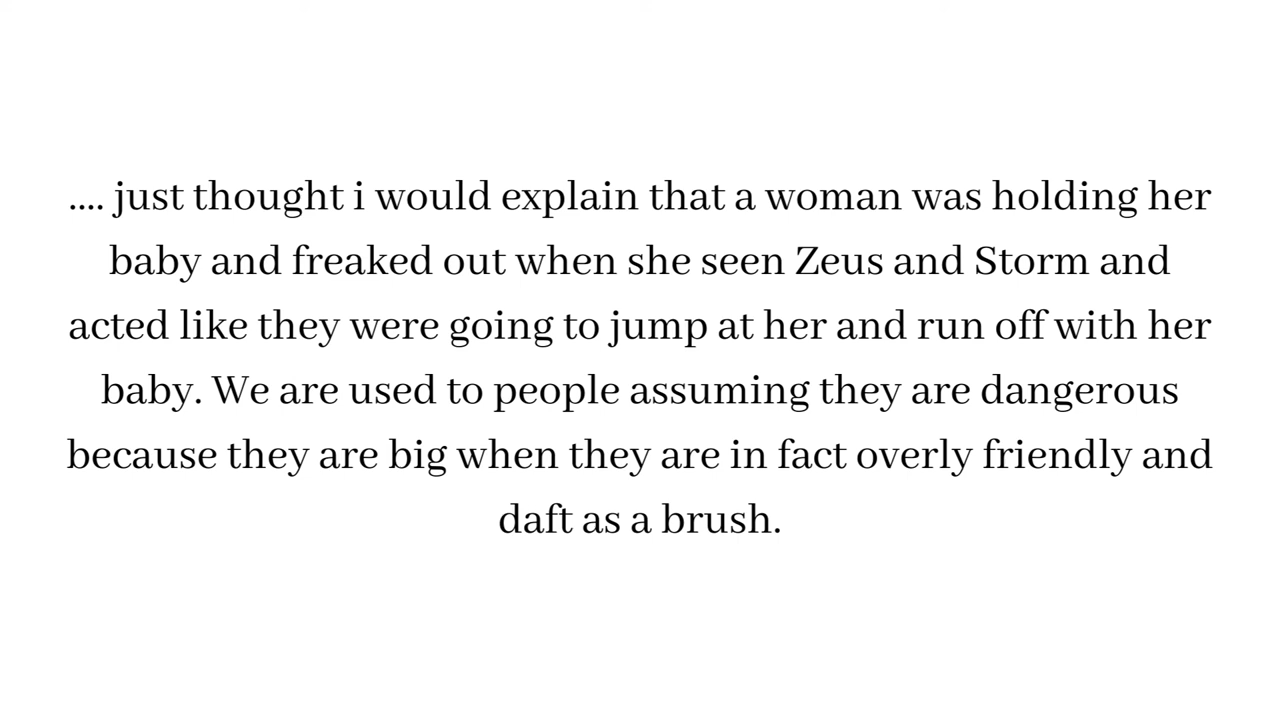 .... just thought i would explain that a woman was holding her
baby and freaked out when she seen Zeus and Storm and
acted like they were going to jump at her and run off with her
baby. We are used to people assuming they are dangerous
because they are big when they are in fact overly friendly and
daft as a brush.